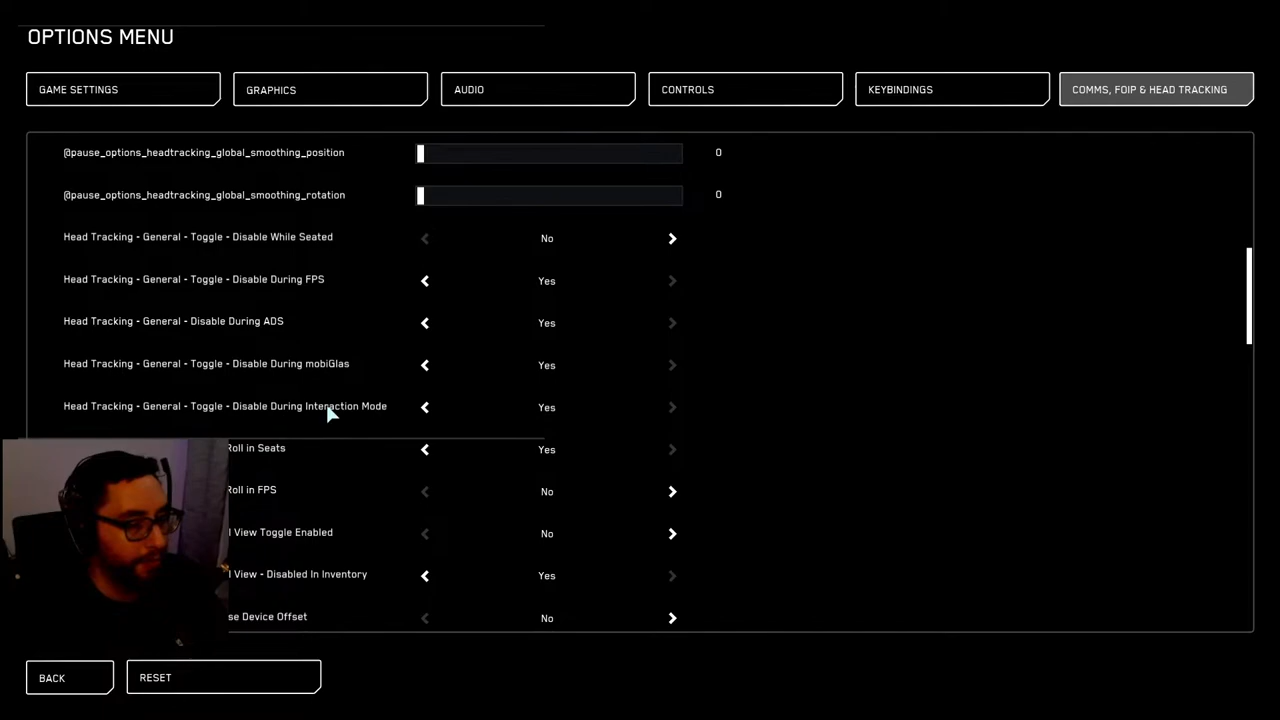 OPTIONS MENU
GAME SETTINGS
GRAPHICS
AUDIO
CONTROLS
KEYBINDINGS
COMMS, FOIP & HEAD TRACKING
@pause_options_headtracking_global_smoothing_position 0
@pause_options_headtracking_global_smoothing_rotation 0
Head Tracking - General - Toggle - Disable While Seated No
Head Tracking - General - Toggle - Disable During FPS Yes
Head Tracking - General - Disable During ADS Yes
Head Tracking - General - Toggle - Disable During mobiGlas Yes
Head Tracking - General - Toggle - Disable During Interaction Mode Yes
Roll in Seats Yes
Roll in FPS No
l View Toggle Enabled No
l View - Disabled In Inventory Yes
se Device Offset No
BACK
RESET